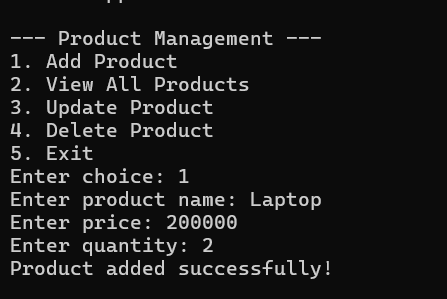 --- Product Management ---
1. Add Product
2. View All Products
3. Update Product
4. Delete Product
5. Exit
Enter choice: 1
Enter product name: Laptop
Enter price: 200000
Enter quantity: 2
Product added successfully!